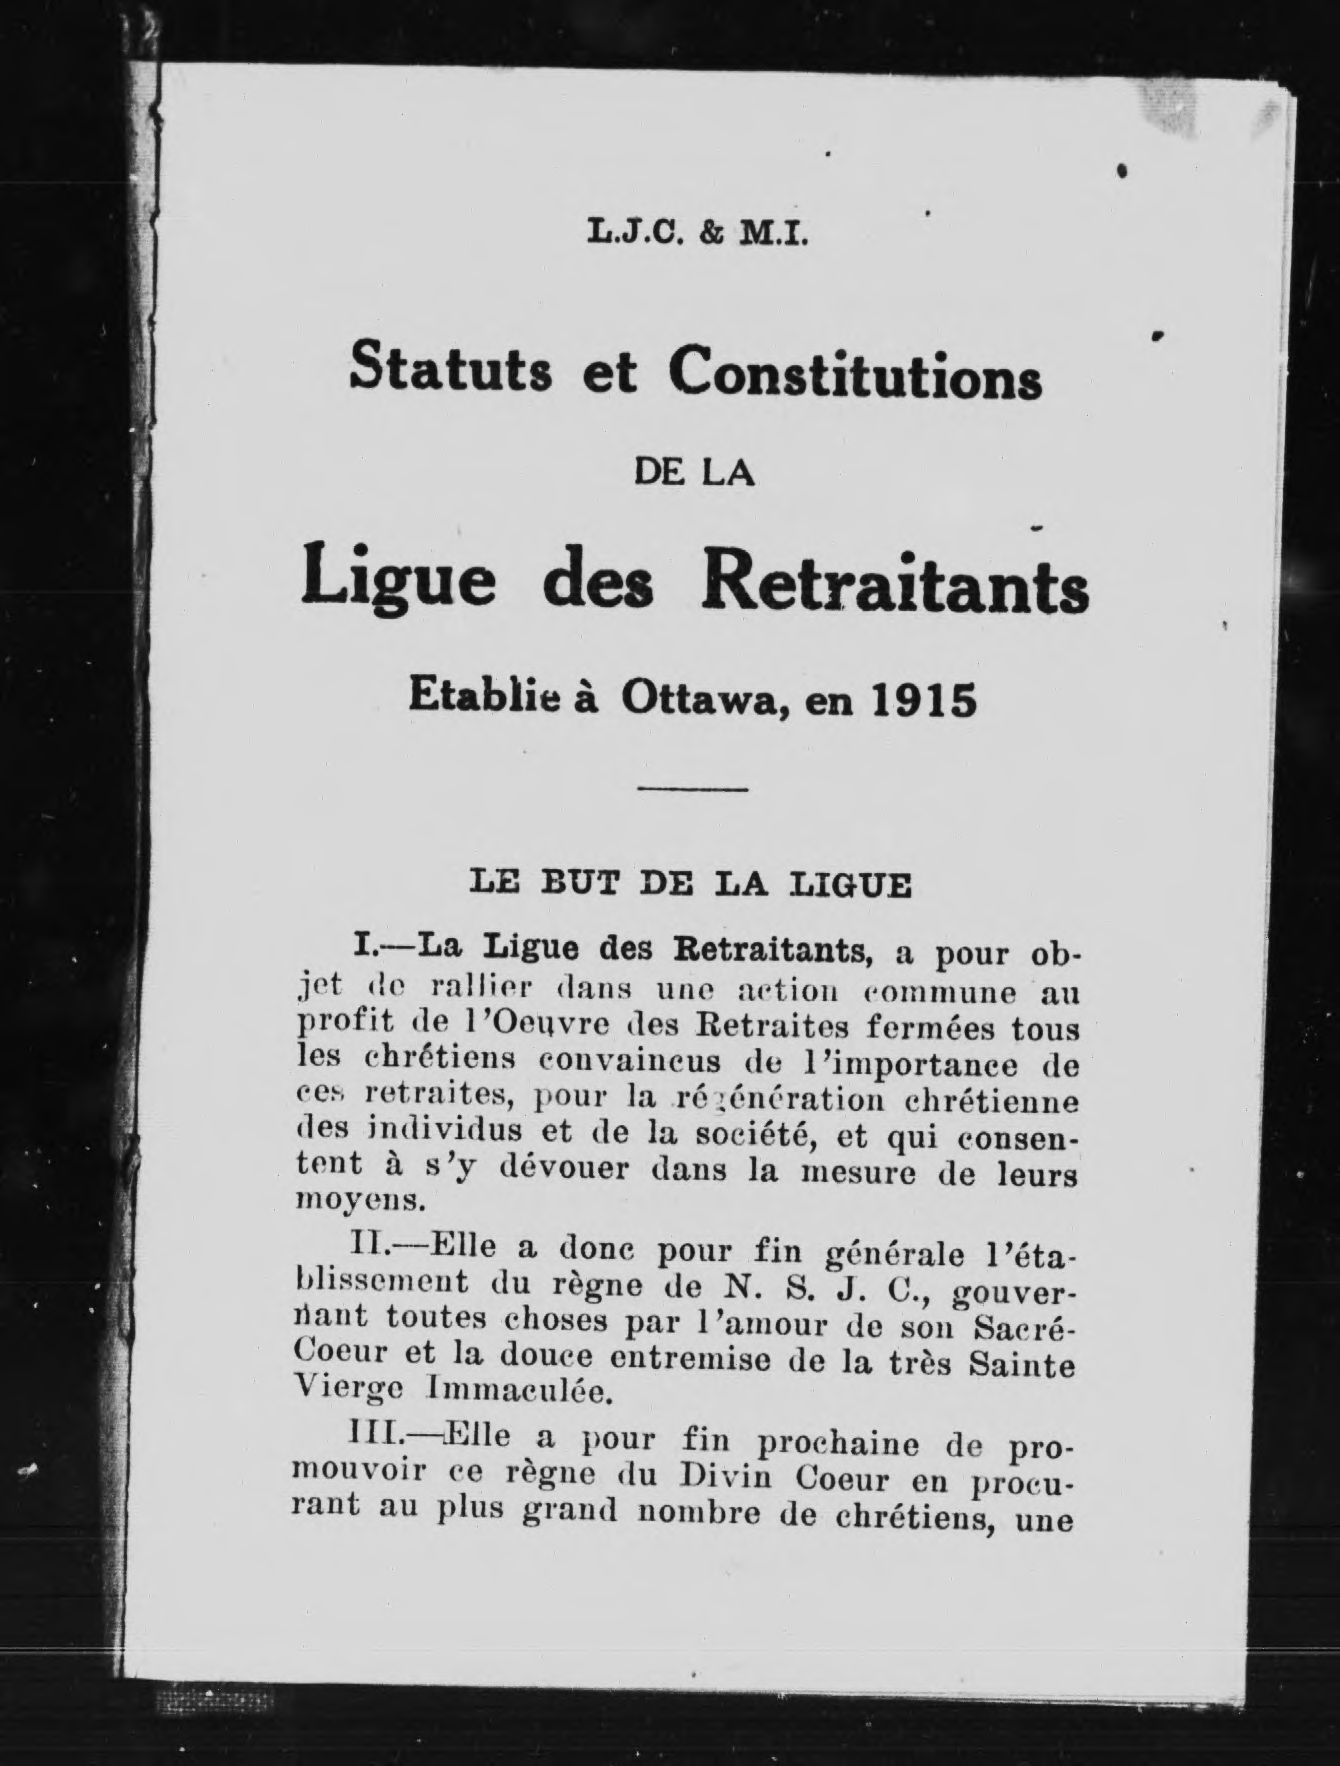 L.J.C. & M.I.
Statuts et Constitutions
DE LA
Ligue des Retraitants
Etablie à Ottawa, en 1915
LE BUT DE LA LIGUE
I.—La Ligue des Retraitants, a pour ob-
jet de rallier dans une action commune au
profit de l'Oeuvre des Retraites fermées tous
les chrétiens convaincus de l'importance de
ces retraites, pour la régénération chrétienne
des individus et de la société, et qui consen-
tent à s'y dévouer dans la mesure de leurs
moyens.
II.—Elle a donc pour fin générale l'éta-
blissement du règne de N. S. J. C., gouver-
nant toutes choses par l'amour de son Sacré-
Coeur et la douce entremise de la très Sainte
Vierge Immaculée.
III.—Elle a pour fin prochaine de pro-
mouvoir ce règne du Divin Coeur en procu-
rant au plus grand nombre de chrétiens, une